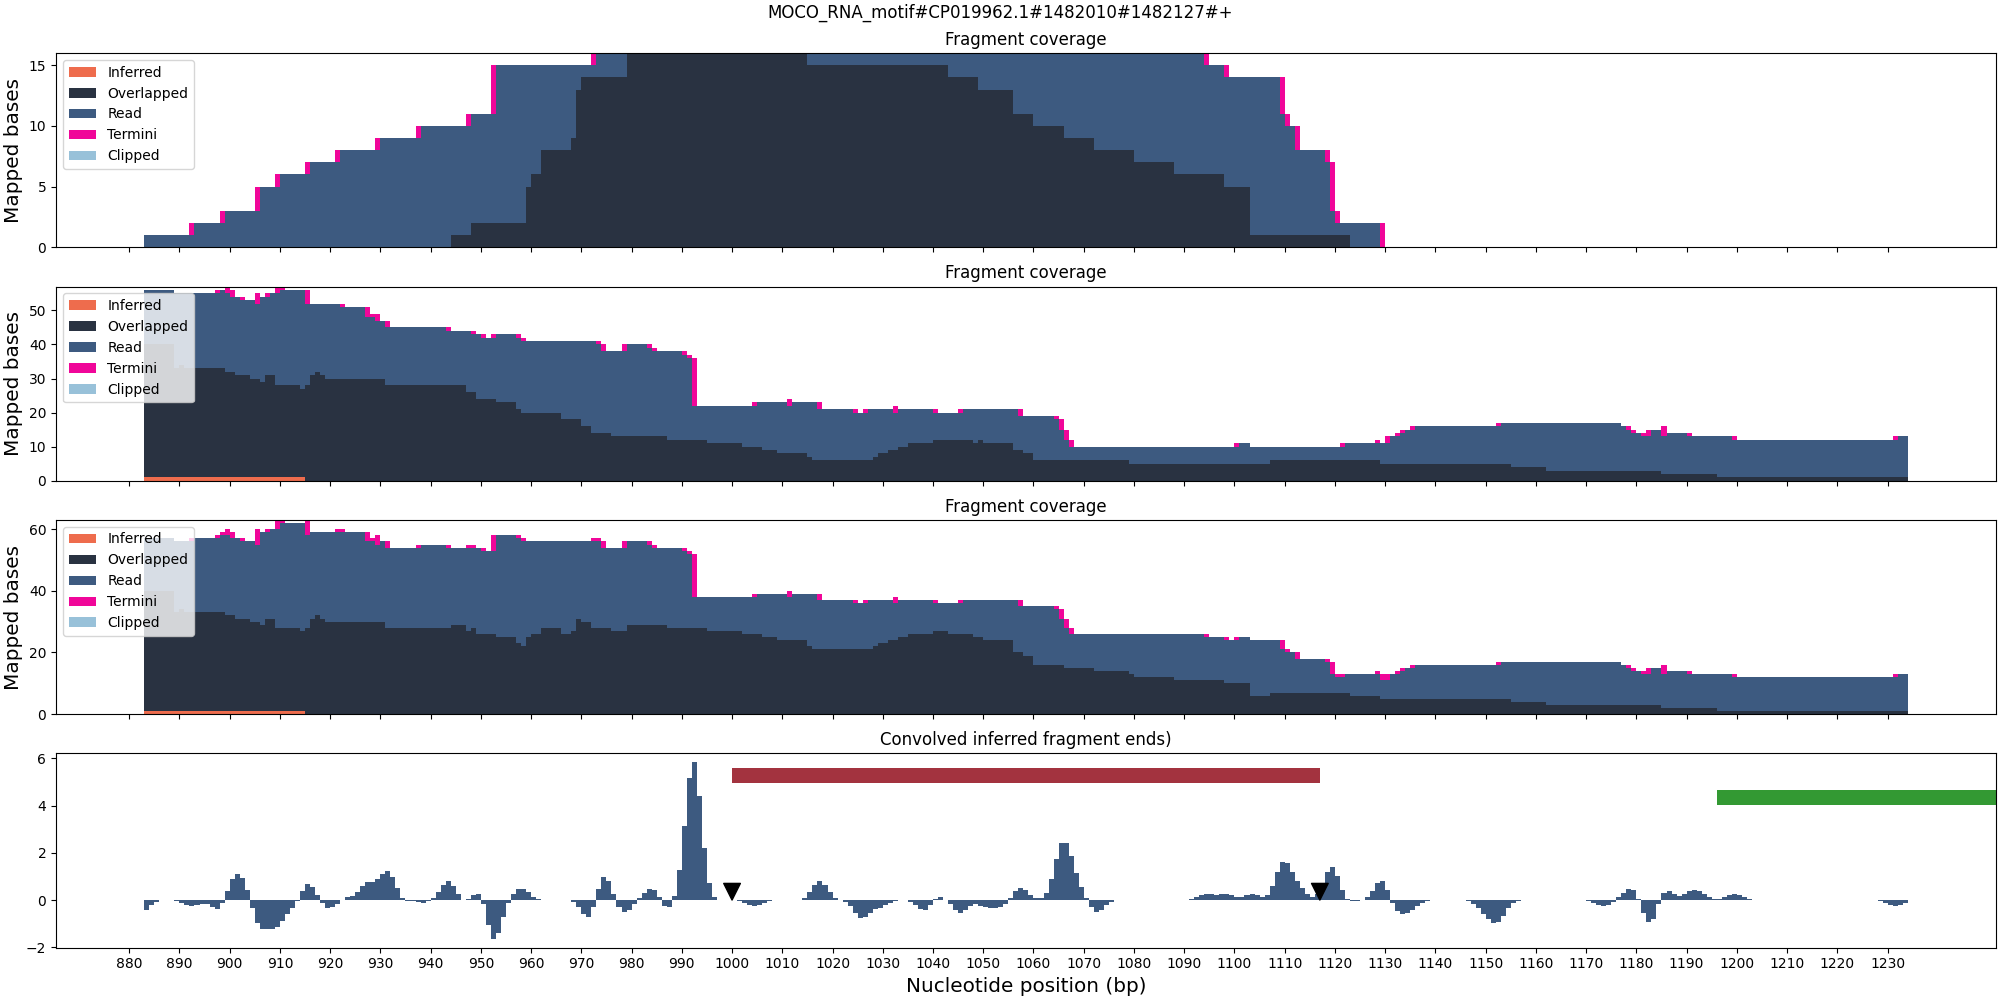 MOCO_RNA_motif#CP019962.1#1482010#1482127#+
Fragment coverage
Mapped bases
15
10
5
0
Inferred
Overlapped
Read
Termini
Clipped
Fragment coverage
Mapped bases
50
40
30
20
10
0
Inferred
Overlapped
Read
Termini
Clipped
Fragment coverage
Mapped bases
60
40
20
0
Inferred
Overlapped
Read
Termini
Clipped
Convolved inferred fragment ends)
6
4
2
0
−2
880 890 900 910 920 930 940 950 960 970 980 990 1000 1010 1020 1030 1040 1050 1060 1070 1080 1090 1100 1110 1120 1130 1140 1150 1160 1170 1180 1190 1200 1210 1220 1230
Nucleotide position (bp)